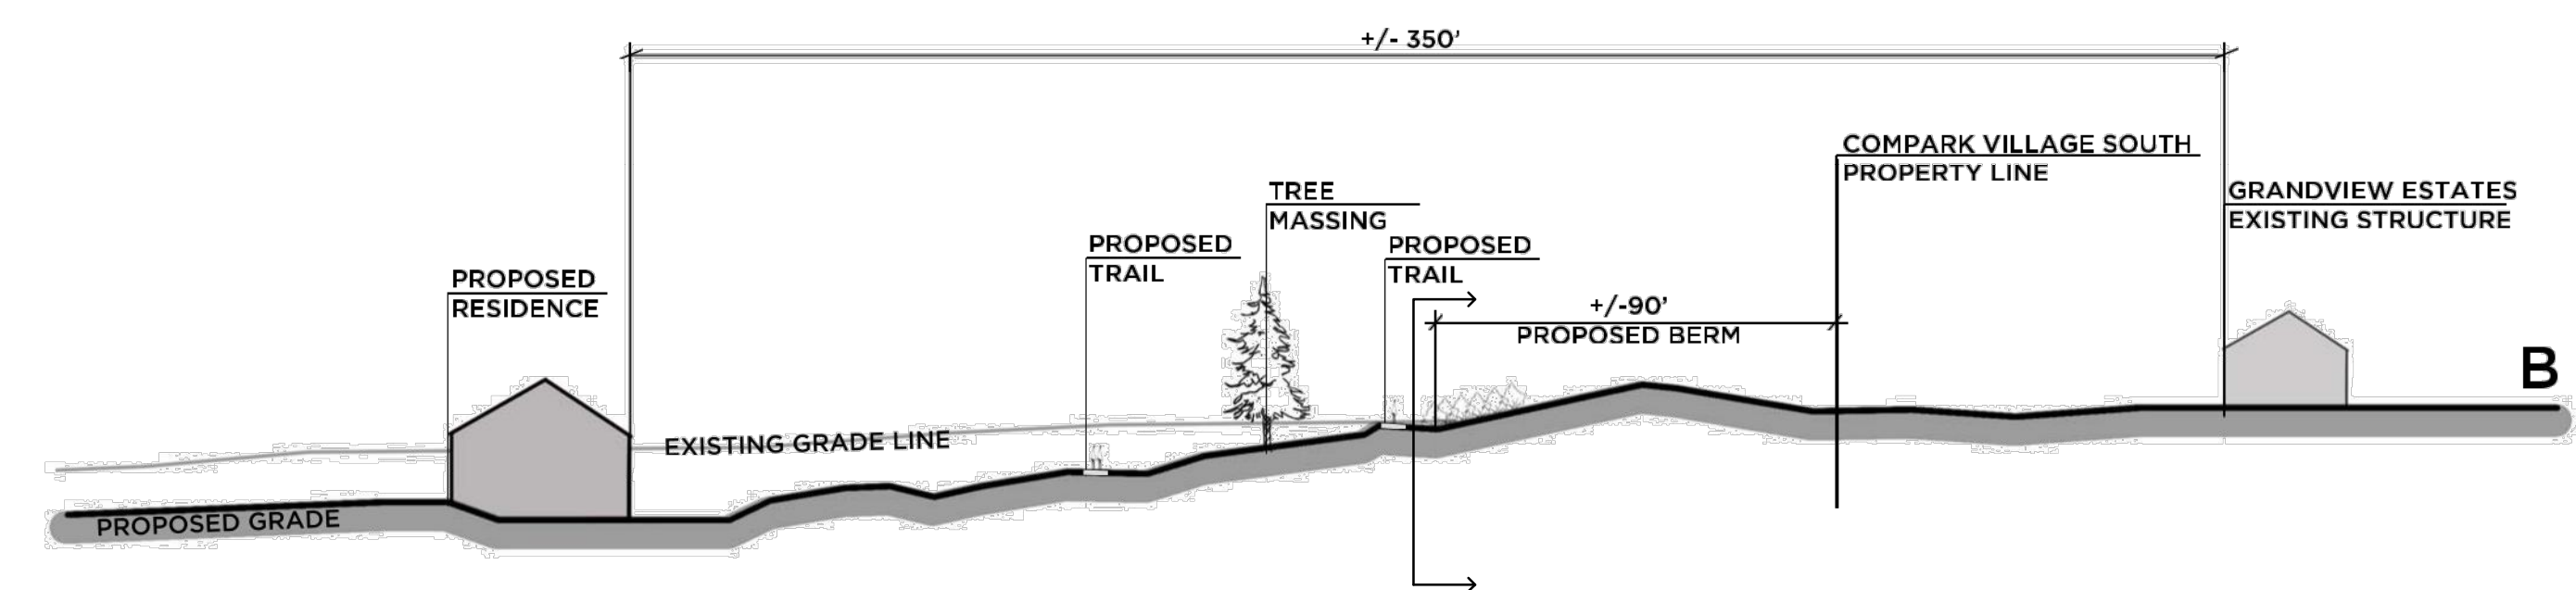 +/- 350’
COMPARK VILLAGE SOUTH
PROPERTY LINE
TREE
MASSING
GRANDVIEW ESTATES
EXISTING STRUCTURE
PROPOSED
TRAIL
PROPOSED
TRAIL
PROPOSED
RESIDENCE
+/-90’
PROPOSED BERM
B
EXISTING GRADE LINE
PROPOSED GRADE